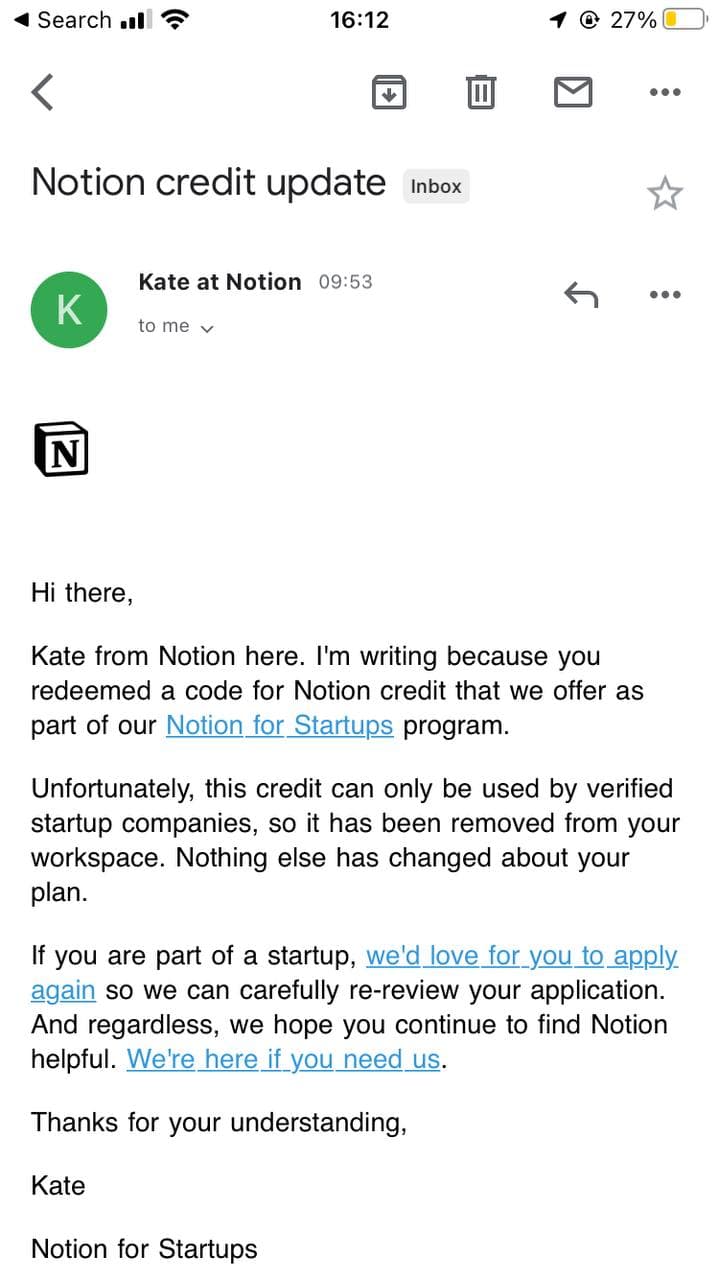 Search
16:12
27%
Notion credit update
Inbox
Kate at Notion 09:53
K
to me
N
Hi there,
Kate from Notion here. I'm writing because you
redeemed a code for Notion credit that we offer as
part of our Notion for Startups program.
Unfortunately, this credit can only be used by verified
startup companies, so it has been removed from your
workspace. Nothing else has changed about your
plan.
If you are part of a startup, we'd love for you to apply
again so we can carefully re-review your application.
And regardless, we hope you continue to find Notion
helpful. We're here if you need us.
Thanks for your understanding,
Kate
Notion for Startups